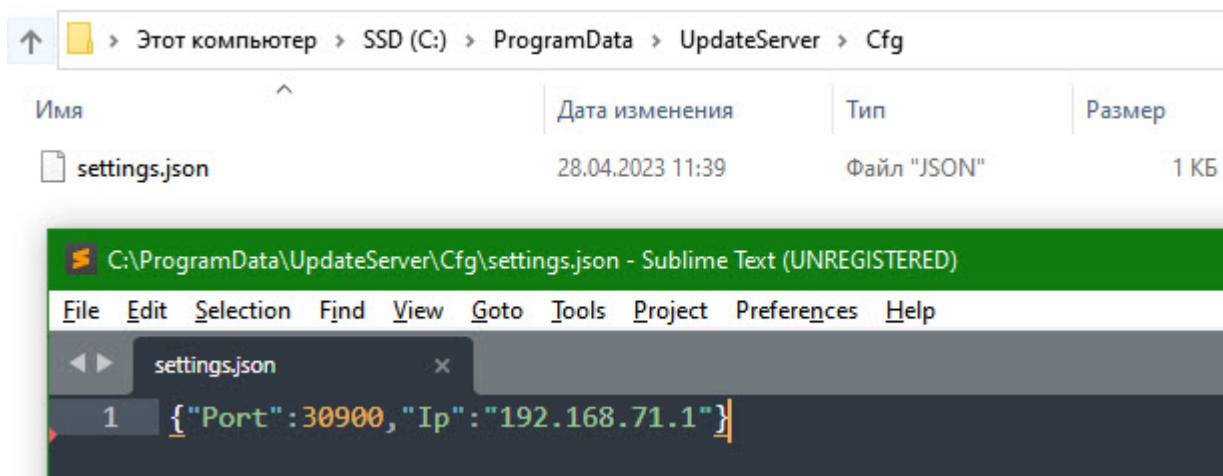 Этот компьютер > SSD (C:) > ProgramData > UpdateServer > Cfg
Имя Дата изменения Тип Размер
settings.json 28.04.2023 11:39 Файл "JSON" 1 КБ
C:\ProgramData\UpdateServer\Cfg\settings.json - Sublime Text (UNREGISTERED)
File Edit Selection Find View Goto Tools Project Preferences Help
settings.json ×
1 {"Port":30900,"Ip":"192.168.71.1"}